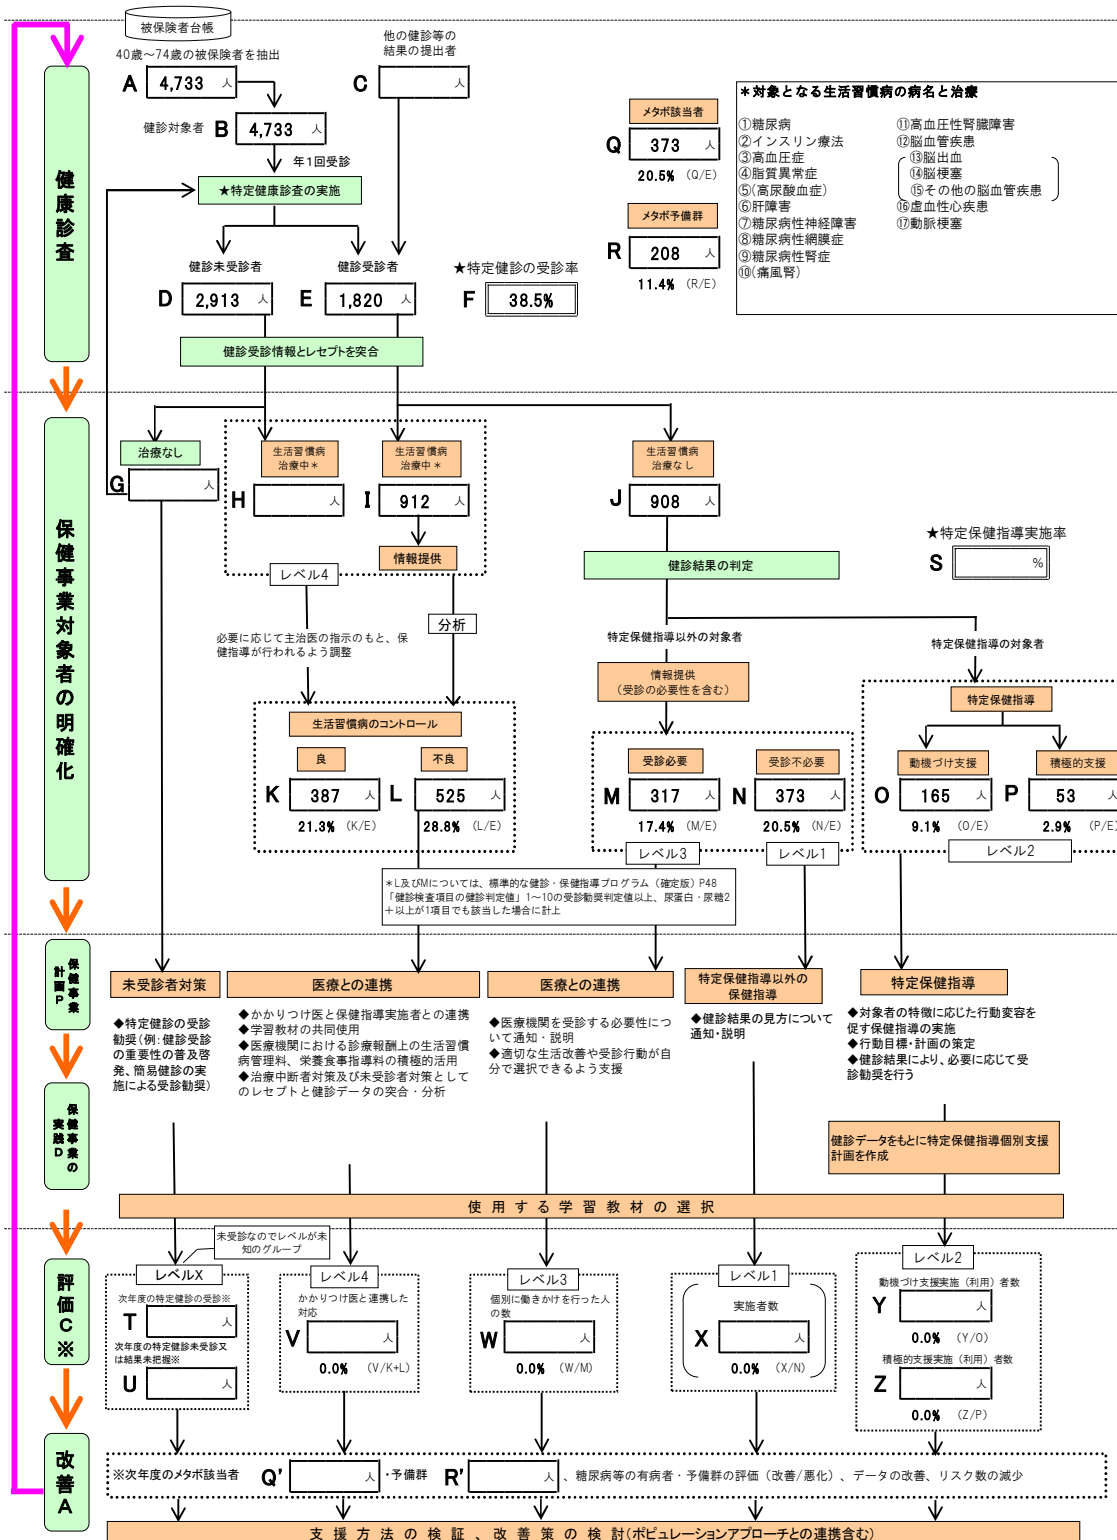 被保険者台帳
40歳～74歳の被保険者を抽出
A 4,733 人
他の健診等の
結果の提出者
C 人
健診対象者 B 4,733 人
年1回受診
★特定健康診査の実施
健康診査
健診未受診者
D 2,913 人
健診受診者
E 1,820 人
★特定健診の受診率
F 38.5%
メタボ該当者
Q 373 人
20.5% (Q/E)
メタボ予備群
R 208 人
11.4% (R/E)
＊対象となる生活習慣病の病名と治療
①糖尿病
②インスリン療法
③高血圧症
④脂質異常症
⑤(高尿酸血症)
⑥肝障害
⑦糖尿病性神経障害
⑧糖尿病性網膜症
⑨糖尿病性腎症
⑩(痛風腎)
⑪高血圧性腎臓障害
⑫脳血管疾患
⑬脳出血
⑭脳梗塞
⑮その他の脳血管疾患
⑯虚血性心疾患
⑰動脈梗塞
健診受診情報とレセプトを突合
保健事業対象者の明確化
治療なし
G 人
生活習慣病
治療中＊
H 人
生活習慣病
治療中＊
I 912 人
情報提供
レベル4
生活習慣病
治療なし
J 908 人
健診結果の判定
★特定保健指導実施率
S %
必要に応じて主治医の指示のもと、保
健指導が行われるよう調整
分析
特定保健指導以外の対象者
特定保健指導の対象者
情報提供
（受診の必要性を含む）
特定保健指導
生活習慣病のコントロール
良
K 387 人
21.3% (K/E)
不良
L 525 人
28.8% (L/E)
受診必要
M 317 人
17.4% (M/E)
レベル3
受診不必要
N 373 人
20.5% (N/E)
レベル1
動機づけ支援
O 165 人
9.1% (O/E)
積極的支援
P 53 人
2.9% (P/E)
レベル2
＊L及びMについては、標準的な健診・保健指導プログラム（確定版）P48
「健診検査項目の健診判定値」1～10の受診勧奨判定値以上、尿蛋白・尿糖2
＋以上が1項目でも該当した場合に計上
保健事業
計画P
未受診者対策
◆特定健診の受診
勧奨(例：健診受診
の重要性の普及啓
発、簡易健診の実
施による受診勧奨)
医療との連携
◆かかりつけ医と保健指導実施者との連携
◆学習教材の共同使用
◆医療機関における診療報酬上の生活習慣
病管理料、栄養食事指導料の積極的活用
◆治療中断者対策及び未受診者対策として
のレセプトと健診データの突合・分析
医療との連携
◆医療機関を受診する必要性につ
いて通知・説明
◆適切な生活改善や受診行動が自
分で選択できるよう支援
特定保健指導以外の
保健指導
◆健診結果の見方について
通知・説明
特定保健指導
◆対象者の特徴に応じた行動変容を
促す保健指導の実施
◆行動目標・計画の策定
◆健診結果により、必要に応じて受
診勧奨を行う
保健事業の
実践D
健診データをもとに特定保健指導個別支援
計画を作成
使用する学習教材の選択
評価C※
未受診なのでレベルが未
知のグループ
レベルX
次年度の特定健診の受診※
T 人
次年度の特定健診未受診又
は結果未把握※
U 人
レベル4
かかりつけ医と連携した
対応
V 人
0.0% (V/K+L)
レベル3
個別に働きかけを行った人
の数
W 人
0.0% (W/M)
レベル1
実施者数
X 人
0.0% (X/N)
レベル2
動機づけ支援実施（利用）者数
Y 人
0.0% (Y/O)
積極的支援実施（利用）者数
Z 人
0.0% (Z/P)
改善A
※次年度のメタボ該当者 Q' 人 ・予備群 R' 人 、糖尿病等の有病者・予備群の評価（改善/悪化）、データの改善、リスク数の減少
支援方法の検証、改善策の検討(ポピュレーションアプローチとの連携含む)